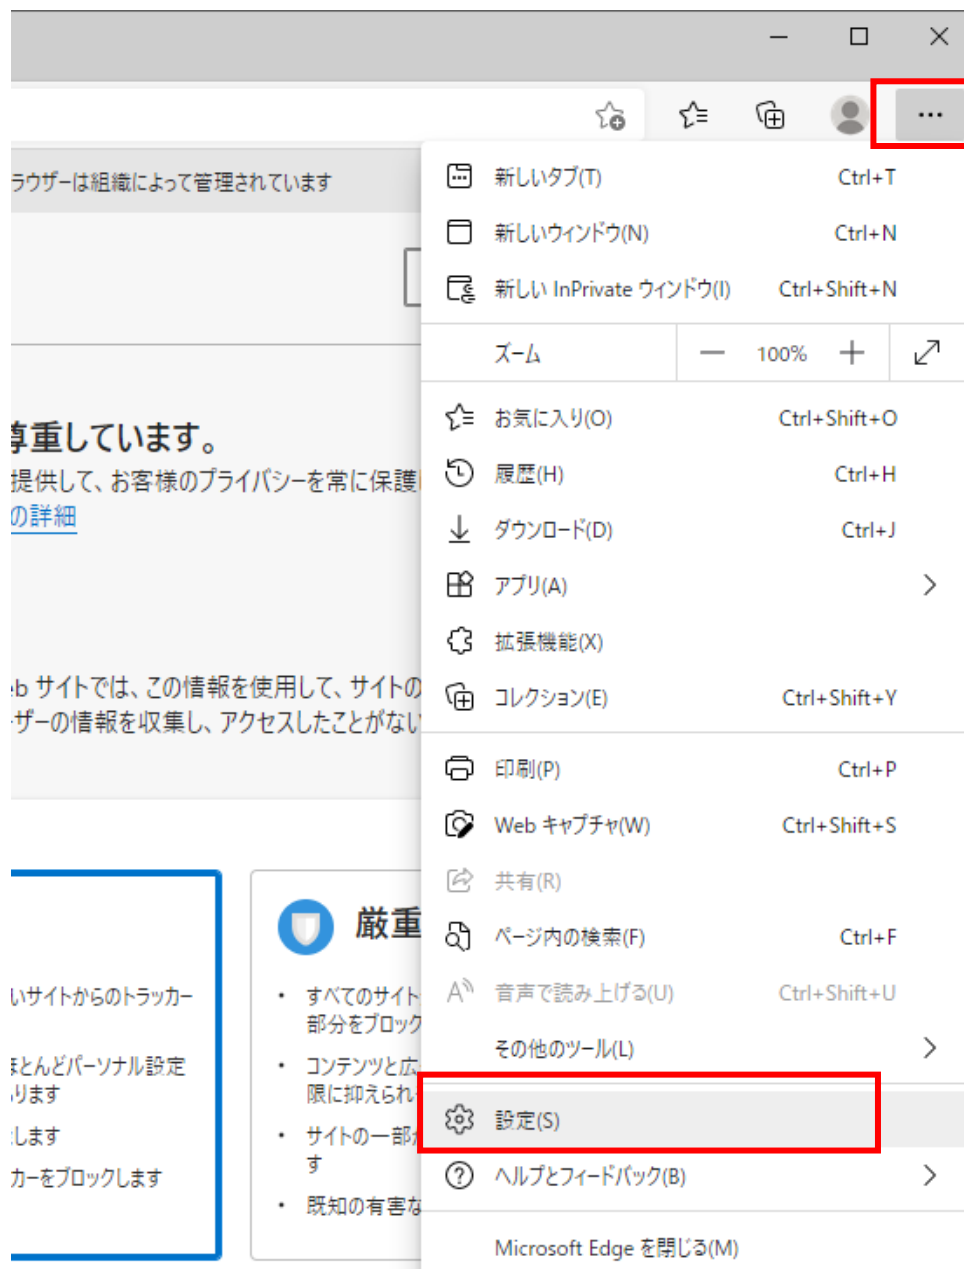 ラウザーは組織によって管理されています
尊重しています。
提供して、お客様のプライバシーを常に保護
の詳細
eb サイトでは、この情報を使用して、サイトの
ーザーの情報を収集し、アクセスしたことがない
いサイトからのトラッカー
ほとんどパーソナル設定
ります
します
カーをブロックします
厳重
• すべてのサイト
部分をブロック
• コンテンツと広
限に抑えられ
• サイトの一部が
す
• 既知の有害な
新しいタブ(T) Ctrl+T
新しいウィンドウ(N) Ctrl+N
新しい InPrivate ウィンドウ(I) Ctrl+Shift+N
ズーム 100%
お気に入り(O) Ctrl+Shift+O
履歴(H) Ctrl+H
ダウンロード(D) Ctrl+J
アプリ(A)
拡張機能(X)
コレクション(E) Ctrl+Shift+Y
印刷(P) Ctrl+P
Web キャプチャ(W) Ctrl+Shift+S
共有(R)
ページ内の検索(F) Ctrl+F
音声で読み上げる(U) Ctrl+Shift+U
その他のツール(L)
設定(S)
ヘルプとフィードバック(B)
Microsoft Edge を閉じる(M)